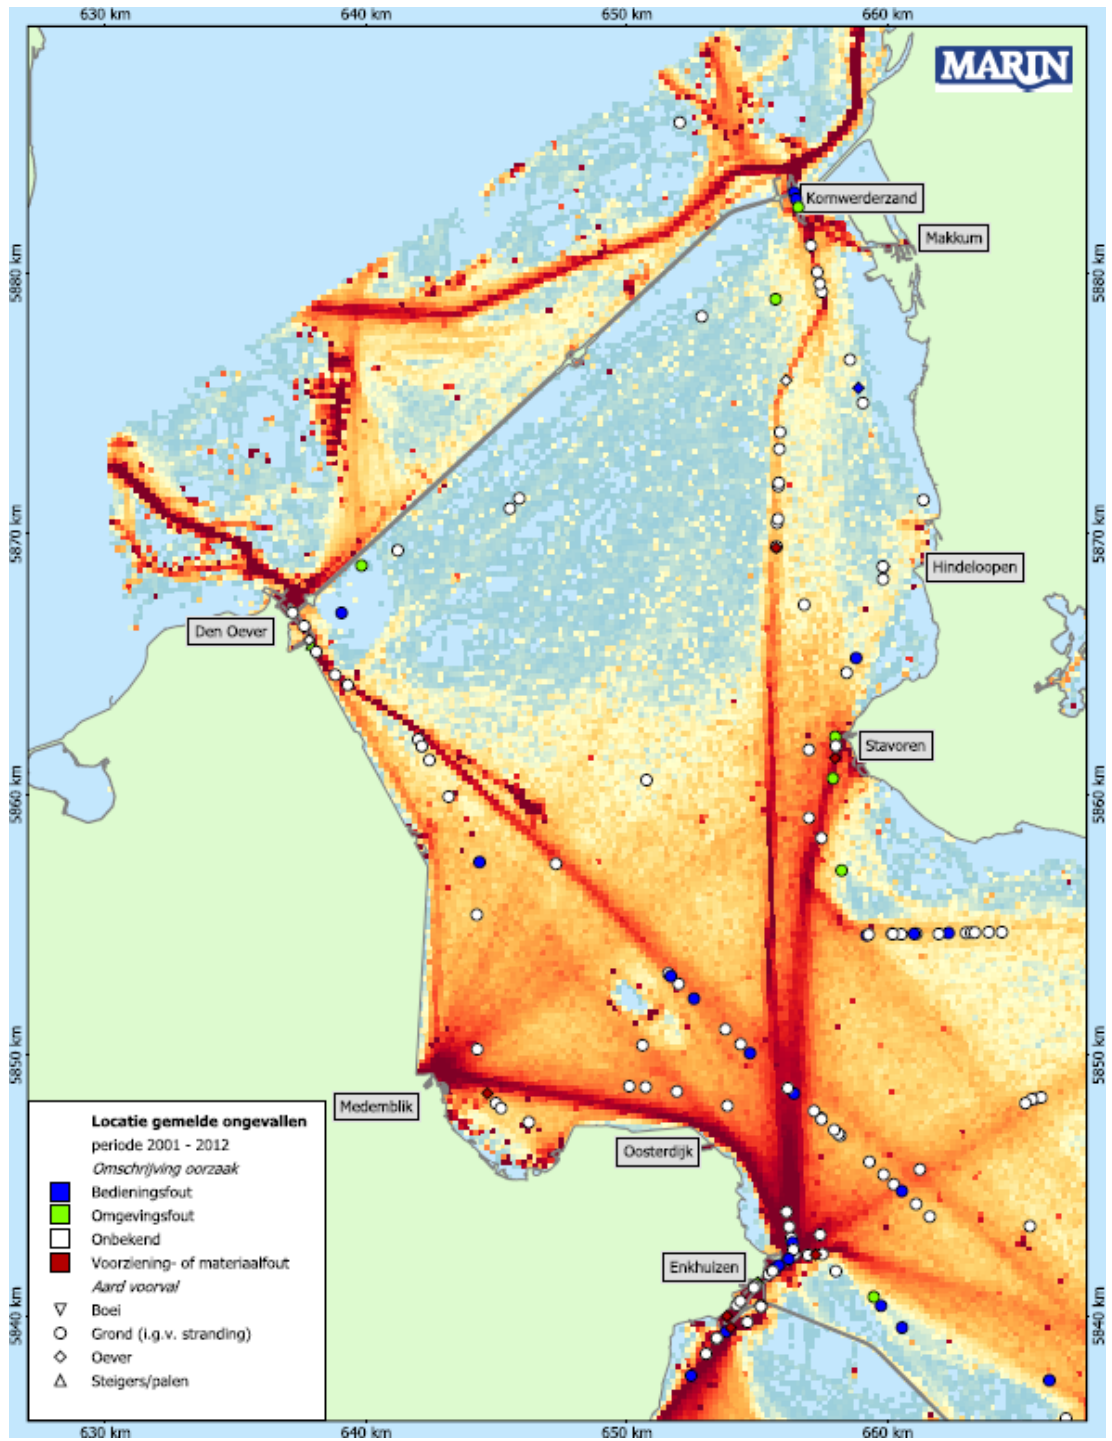 630 km 640 km 650 km 660 km
MARIN
Kornwerderzand
Makkum
5880 km 5880 km
5870 km 5870 km
Hindeloopen
Den Oever
Stavoren
5860 km 5860 km
5850 km 5850 km
Medemblik
Oosterdijk
Enkhuizen
5840 km 5840 km
Locatie gemelde ongevallen
periode 2001 - 2012
Omschrijving oorzaak
Bedieningsfout
Omgevingsfout
Onbekend
Voorziening- of materiaalfout
Aard voorval
Boei
Grond (i.g.v. stranding)
Oever
Steigers/palen
630 km 640 km 650 km 660 km